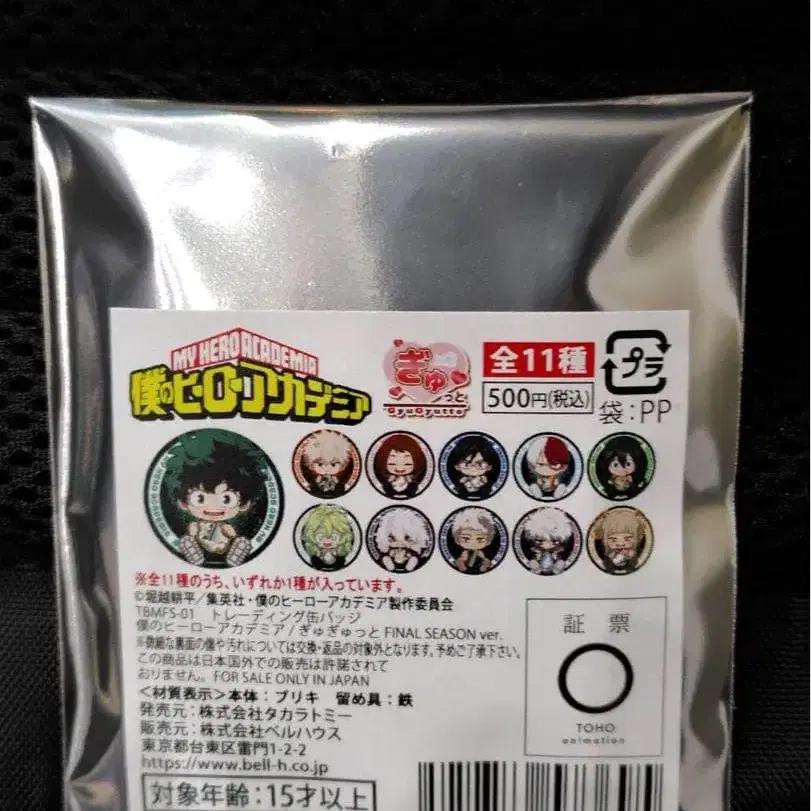 MY HERO ACADEMIA
僕のヒーローアカデミア
ぎゅ
っと
GyuGyutto
全11種
500円(税込)
プラ
袋:PP
※全11種のうち、いずれか1種が入っています。
©堀越耕平/集英社・僕のヒーローアカデミア製作委員会
TBMFS-01 トレーディング缶バッジ
僕のヒーローアカデミア/ぎゅぎゅっと FINAL SEASON ver.
※微細な裏面の傷や汚れについては交換・返品の対象外となります。予めご了承下さい。
この商品は日本国外での販売は許諾されて
おりません。FOR SALE ONLY IN JAPAN
<材質表示>本体:ブリキ 留め具:鉄
発売元:株式会社タカラトミー
販売元:株式会社ベルハウス
東京都台東区雷門1-2-2
https://www.bell-h.co.jp
対象年齢:15才以上
証票
TOHO
animation